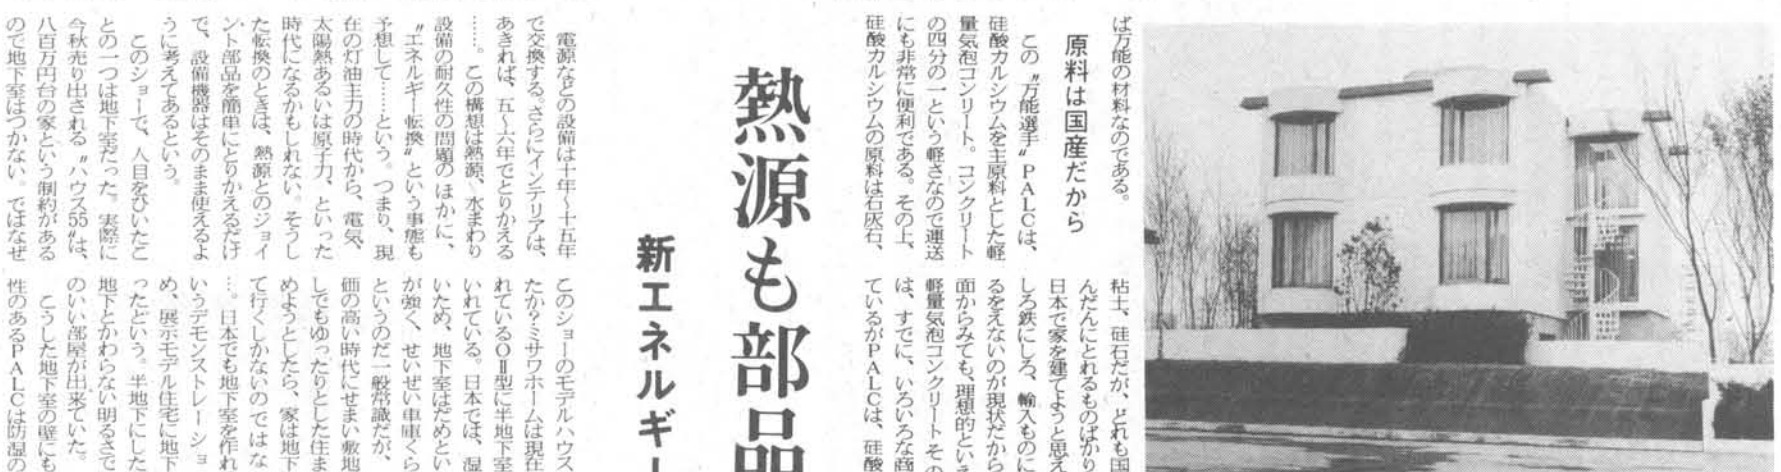 ば万能の材料なのである。
原料は国産だから
この〝万能選手〟PALCは、
硅酸カルシウムを主原料とした軽
量気泡コンリート。コンクリート
の四分の一という軽さなので運送
にも非常に便利である。その上、
硅酸カルシウムの原料は石灰石、
粘土、硅石だが、どれも国
んだんにとれるものばかり
日本で家を建てようと思え
しろ鉄にしろ、輸入ものに
るをえないのが現状だから
面からみても、理想的といえ
軽量気泡コンクリートその
は、すでに、いろいろな商
ているがPALCは、硅酸
熱源も部品
新エネルギー
電源などの設備は十年〜十五年
で交換する。さらにインテリアは、
あきれば、五〜六年でとりかえる
……。この構想は熱源、水まわり
設備の耐久性の問題のほかに、
〝エネルギー転換〟という事態も
予想して……という。つまり、現
在の灯油主力の時代から、電気、
太陽熱あるいは原子力、といった
時代になるかもしれない。そうし
た転換のときは、熱源とのジョイ
ント部品を簡単にとりかえるだけ
で、設備機器はそのまま使えるよ
うに考えてあるという。
このショーで、人目をひいたこ
との一つは地下室だった。実際に
今秋売り出される〝ハウス55〟は、
八百万円台の家という制約がある
ので地下室はつかない。ではなぜ
このショーのモデルハウス
たか?ミサワホームは現在
れているOⅡ型に半地下室
いれている。日本では、湿
いため、地下室はだめとい
が強く、せいぜい車庫くら
というのだ一般常識だが、
価の高い時代にせまい敷地
しでもゆったりとした住ま
めようとしたら、家は地下
て行くしかないのではな
…。日本でも地下室を作れ
いうデモンストレーショ
め、展示モデル住宅に地下
ったという。半地下にした
地下とかわらない明るさで
のいい部屋が出来ていた。
こうした地下室の壁にも
性のあるPALCは防湿の